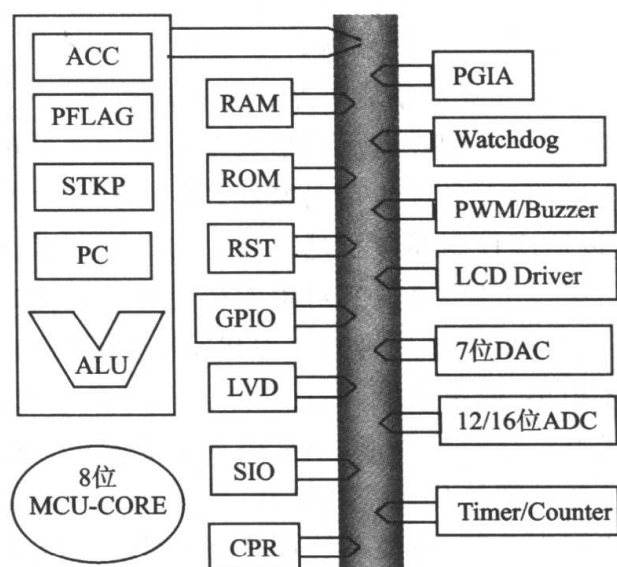 ACC
PFLAG
STKP
PC
ALU
8位
MCU-CORE
RAM
ROM
RST
GPIO
LVD
SIO
CPR
PGIA
Watchdog
PWM/Buzzer
LCD Driver
7位DAC
12/16位ADC
Timer/Counter